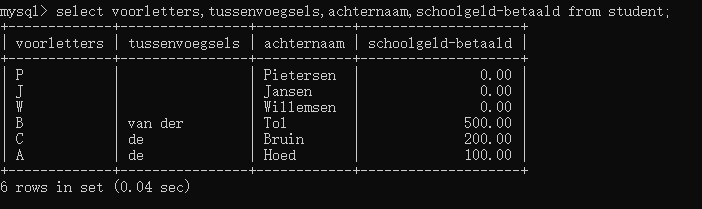 mysql> select voorletters,tussenvoegsels,achternaam,schoolgeld-betaald from student;
+-------------+----------------+------------+--------------------+
| voorletters | tussenvoegsels | achternaam | schoolgeld-betaald |
+-------------+----------------+------------+--------------------+
| P           |                | Pietersen  |               0.00 |
| J           |                | Jansen     |               0.00 |
| W           |                | Willemsen  |               0.00 |
| B           | van der        | Tol        |             500.00 |
| C           | de             | Bruin      |             200.00 |
| A           | de             | Hoed       |             100.00 |
+-------------+----------------+------------+--------------------+
6 rows in set (0.04 sec)